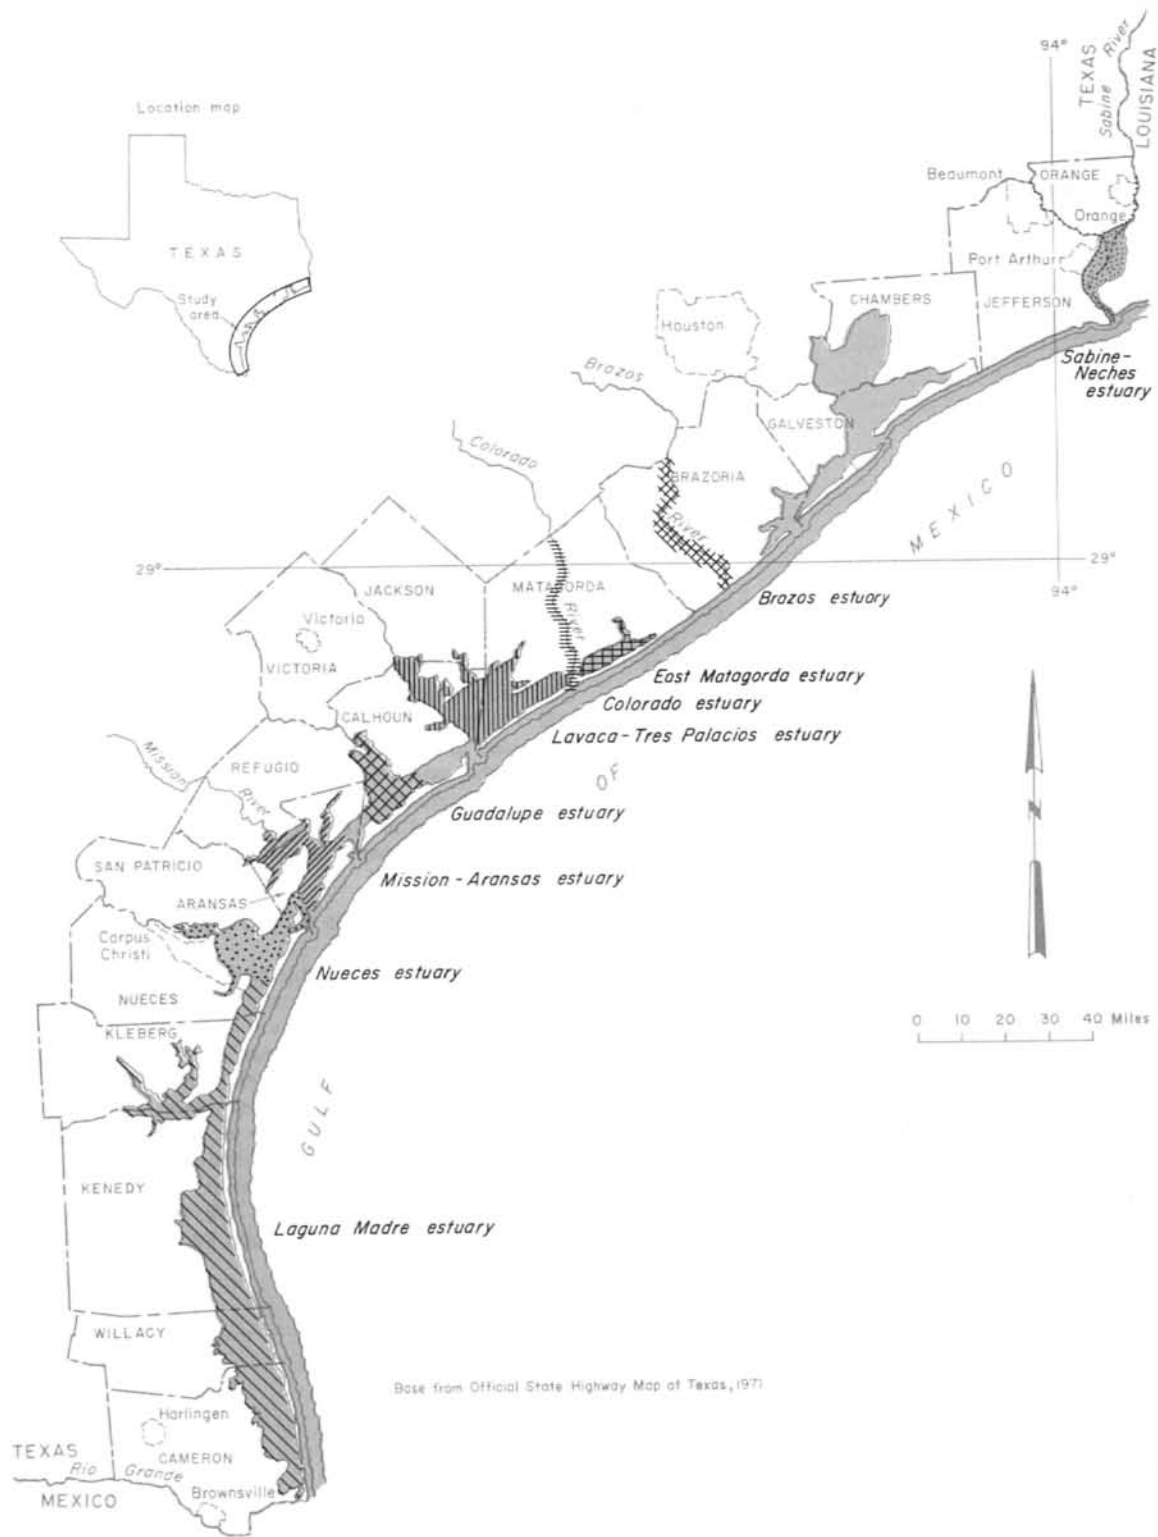 94°
TEXAS
Sabine River
LOUISIANA
Location map
TEXAS
Study
area
Beaumont
ORANGE
Orange
Port Arthur
CHAMBERS
JEFFERSON
Houston
Sabine-
Neches
estuary
Brazos
GALVESTON
Colorado
BRAZORIA
River
MEXICO
29°
29°
94°
JACKSON
MATAGORDA
River
Brazos estuary
Victoria
VICTORIA
East Matagorda estuary
Colorado estuary
CALHOUN
Lavaca-Tres Palacios estuary
Mission
River
REFUGIO
OF
Guadalupe estuary
SAN PATRICIO
Mission-Aransas estuary
ARANSAS
Corpus
Christi
Nueces estuary
NUECES
KLEBERG
0 10 20 30 40 Miles
GULF
KENEDY
Laguna Madre estuary
WILLACY
Base from Official State Highway Map of Texas, 1971
Harlingen
TEXAS
CAMERON
Rio Grande
Brownsville
MEXICO
N